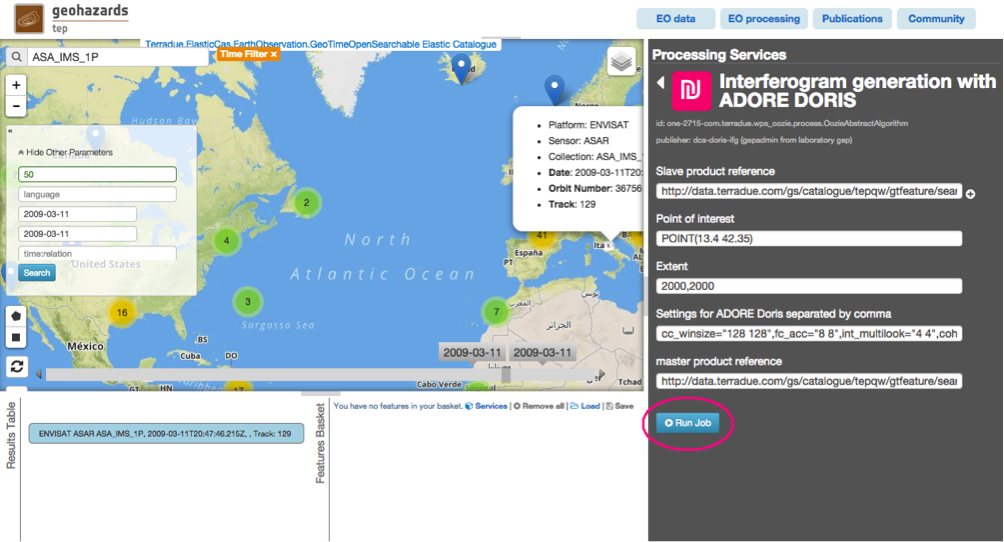 geohazards
tep
EO data
EO processing
Publications
Community
Terradue.ElasticCas.EarthObservation.GeoTimeOpenSearchable Elastic Catalogue
ASA_IMS_1P
Time Filter ×
+
−
«
Hide Other Parameters
50
language
2009-03-11
2009-03-11
time:relation
Search
Hudson Bay
United States
México
Cuba
BS
DO
GT
HN
North
Atlantic Ocean
Sargasso Sea
2
4
3
16
17
7
41
España
PT
Ita
المغرب
الجزائر
تونس
ليبيا
Cabo Verde
Tchad
Platform: ENVISAT
Sensor: ASAR
Collection: ASA_IMS_
Date: 2009-03-11T20:
Orbit Number: 36756
Track: 129
2009-03-11
2009-03-11
Results Table
ENVISAT ASAR ASA_IMS_1P, 2009-03-11T20:47:46.215Z, , Track: 129
Features Basket
You have no features in your basket. Services | Remove all | Load | Save
Processing Services
Interferogram generation with
ADORE DORIS
id: one-2715-com.terradue.wps_oozie.process.OozieAbstractAlgorithm
publisher: dcs-doris-ifg (gepadmin from laboratory gep)
Slave product reference
http://data.terradue.com/gs/catalogue/tepqw/gtfeature/sear
Point of interest
POINT(13.4 42.35)
Extent
2000,2000
Settings for ADORE Doris separated by comma
cc_winsize="128 128",fc_acc="8 8",int_multilook="4 4",coh
master product reference
http://data.terradue.com/gs/catalogue/tepqw/gtfeature/sear
Run Job